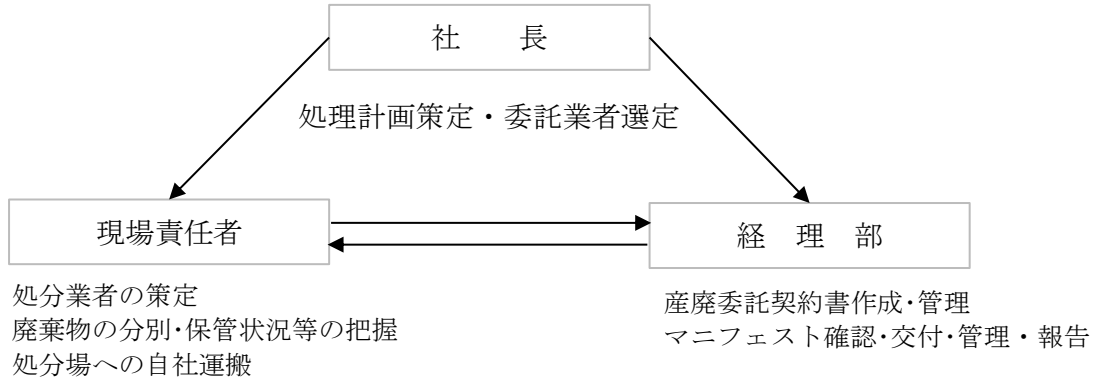 社　　長
処理計画策定・委託業者選定
現場責任者
経　理　部
処分業者の策定
廃棄物の分別･保管状況等の把握
処分場への自社運搬
産廃委託契約書作成･管理
マニフェスト確認･交付･管理・報告